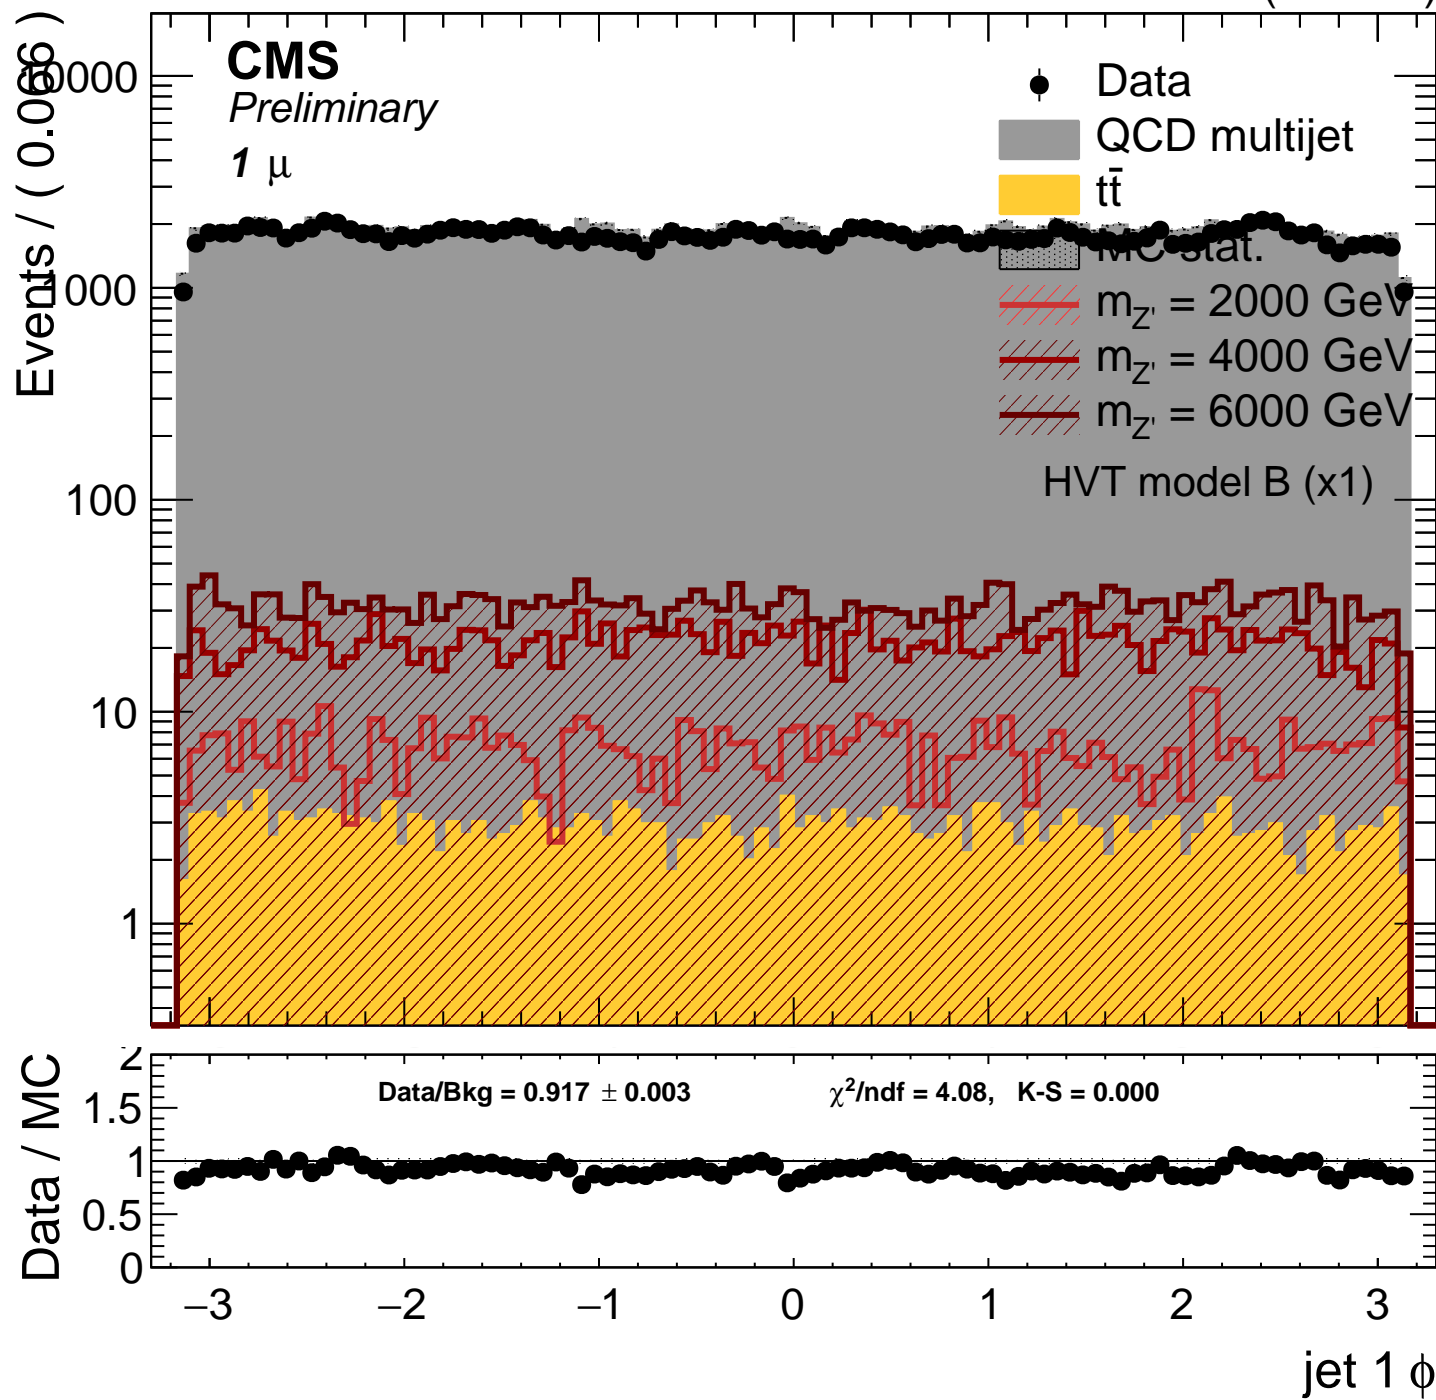 CMS
Preliminary
1 μ
Data
QCD multijet
tt̄
MC stat.
m_Z' = 2000 GeV
m_Z' = 4000 GeV
m_Z' = 6000 GeV
HVT model B (x1)
Events / ( 0.066 )
10000
1000
100
10
1
Data/Bkg = 0.917 ± 0.003
χ²/ndf = 4.08, K-S = 0.000
Data / MC
2
1.5
1
0.5
0
−3 −2 −1 0 1 2 3
jet 1 ϕ